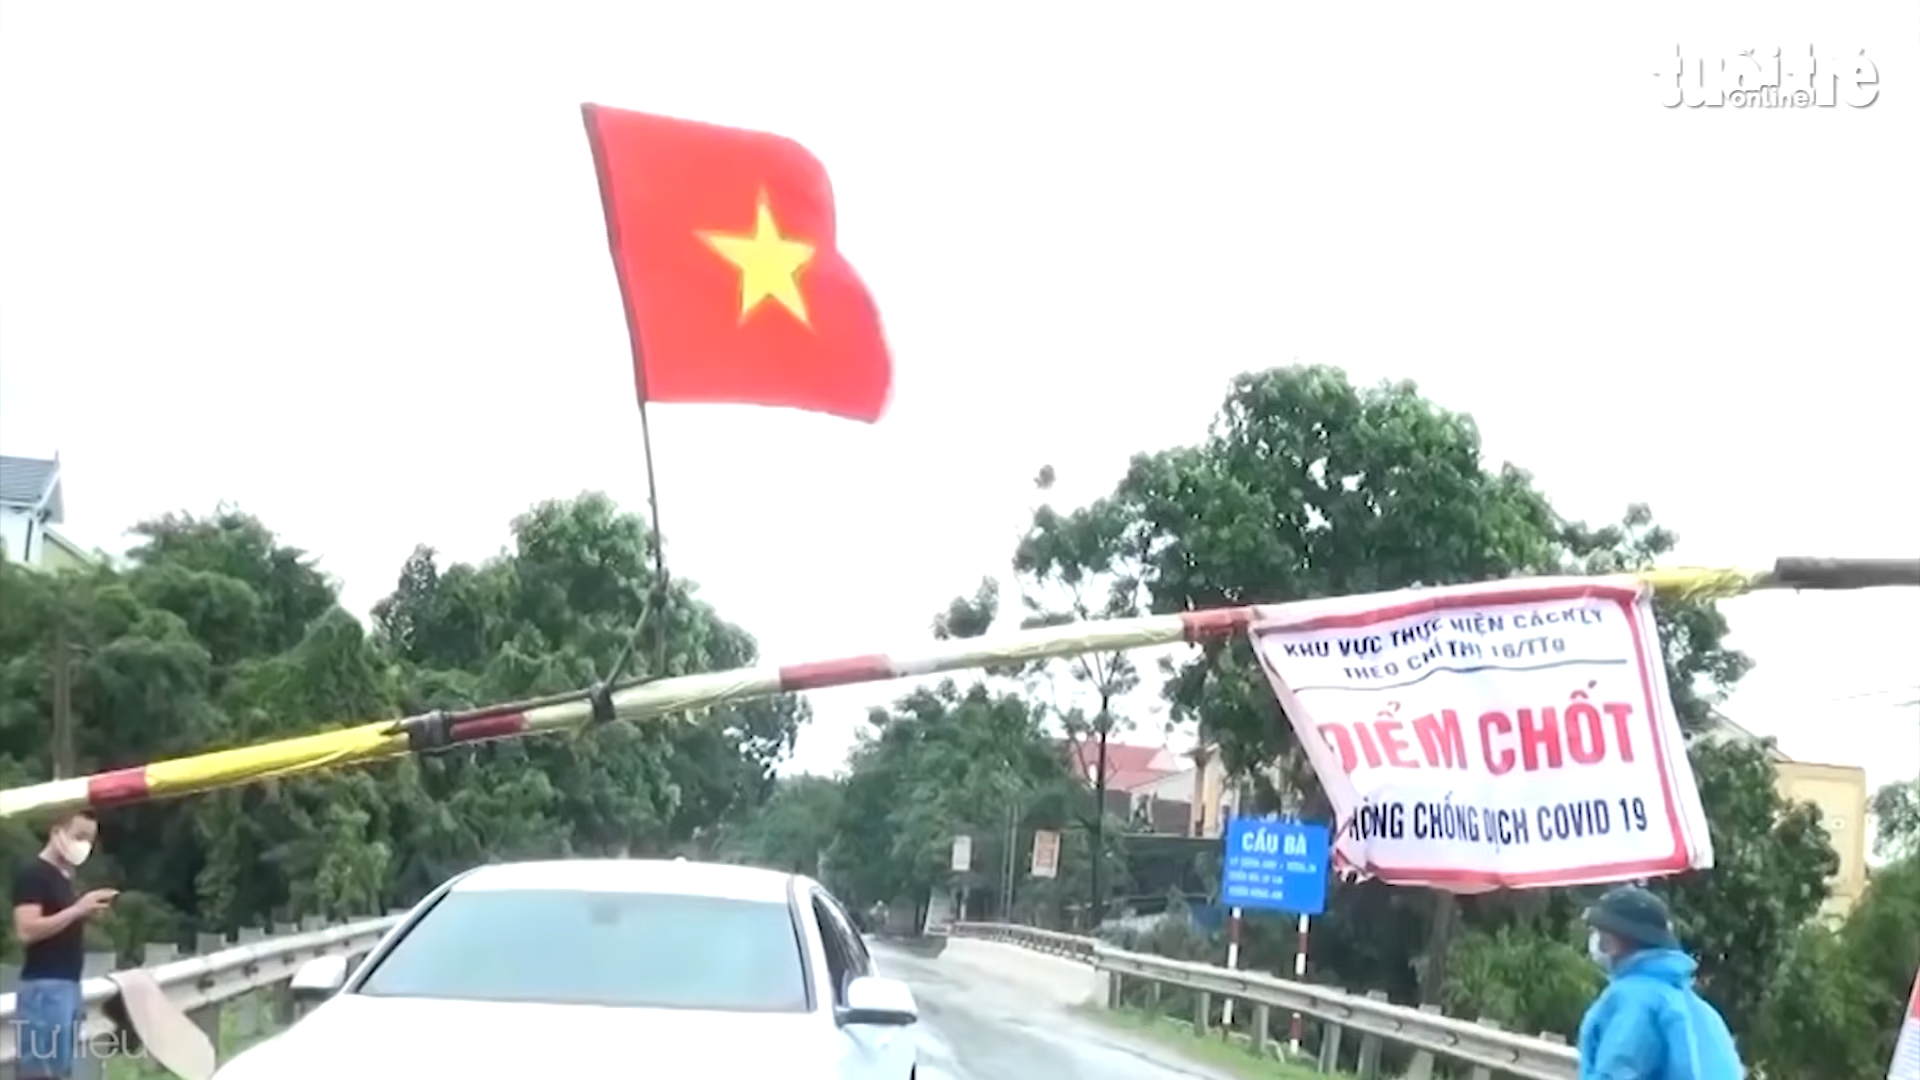 tuổi trẻ
online
KHU VỰC THỰC HIỆN CÁCH LY
THEO CHỈ THỊ 16/TTg
ĐIỂM CHỐT
PHÒNG CHỐNG DỊCH COVID 19
CẦU BÀ
Tư liệu